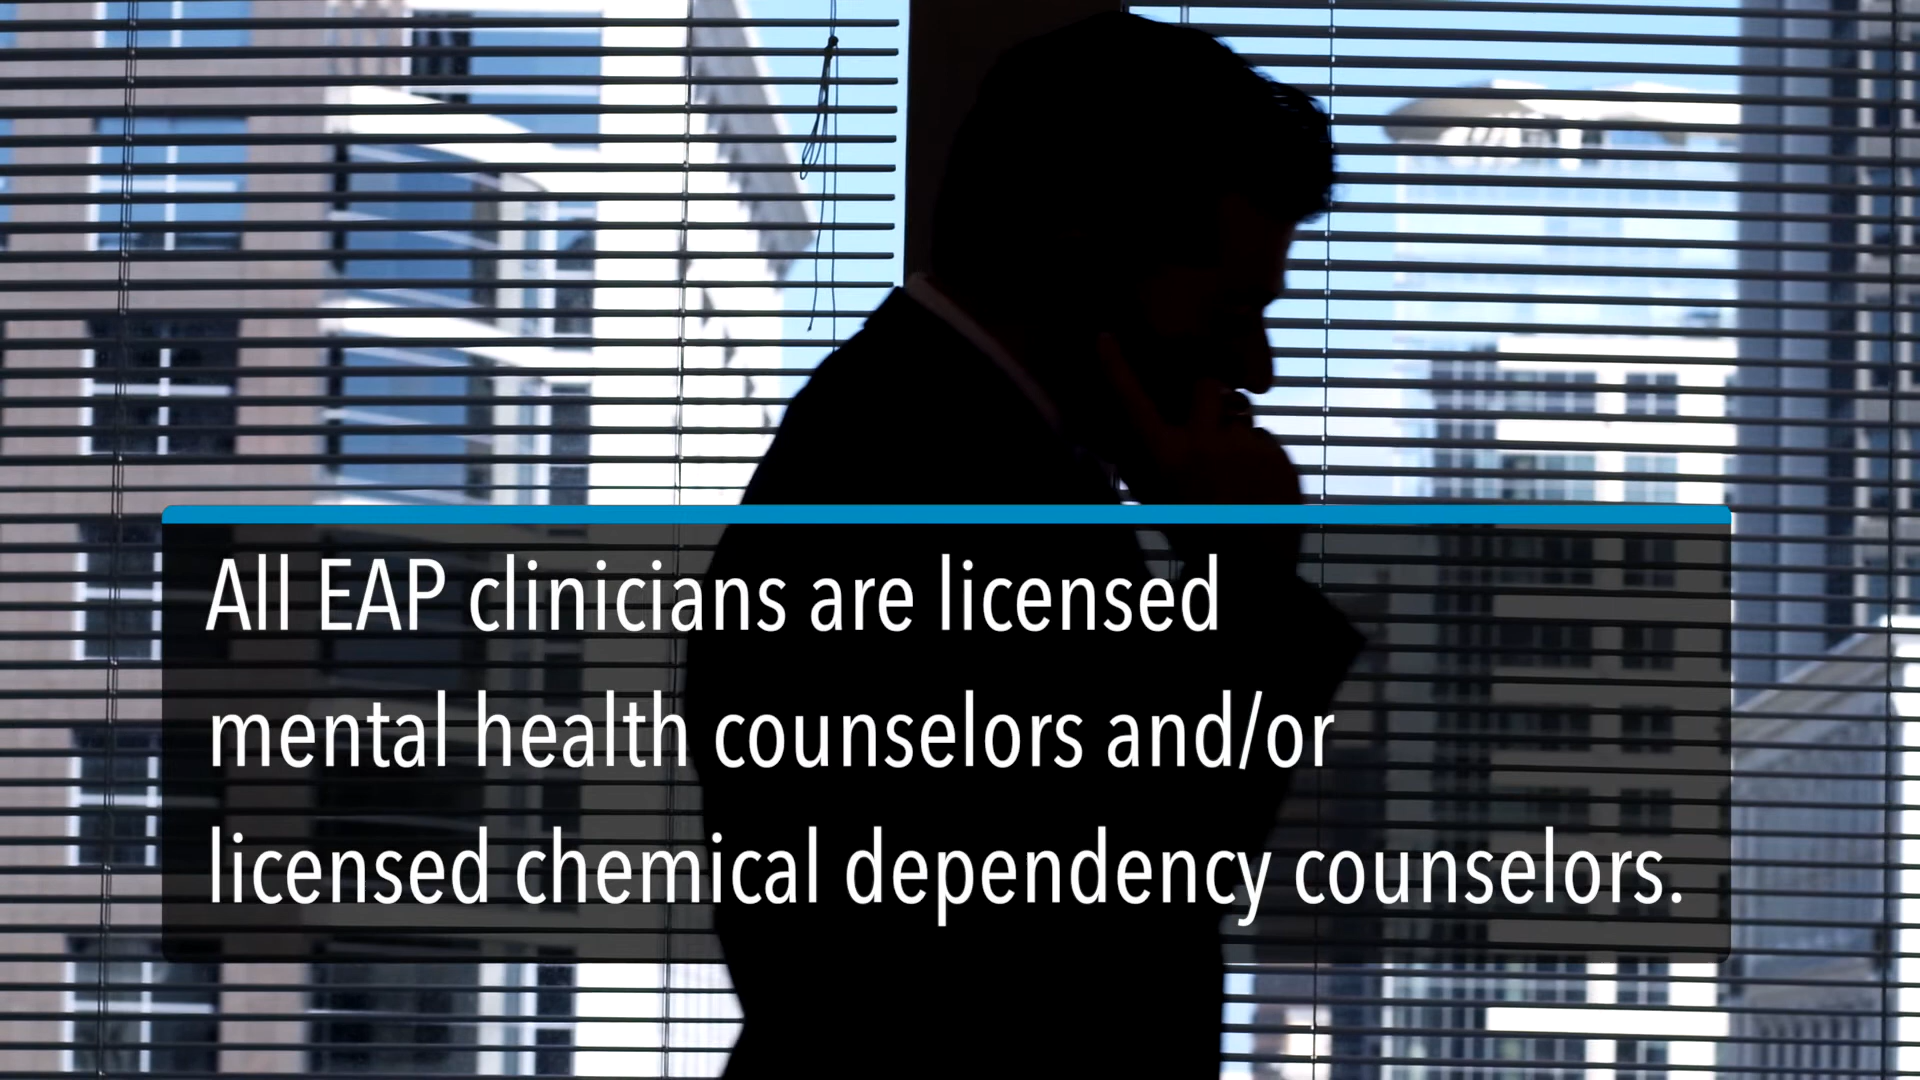 All EAP clinicians are licensed
mental health counselors and/or
licensed chemical dependency counselors.